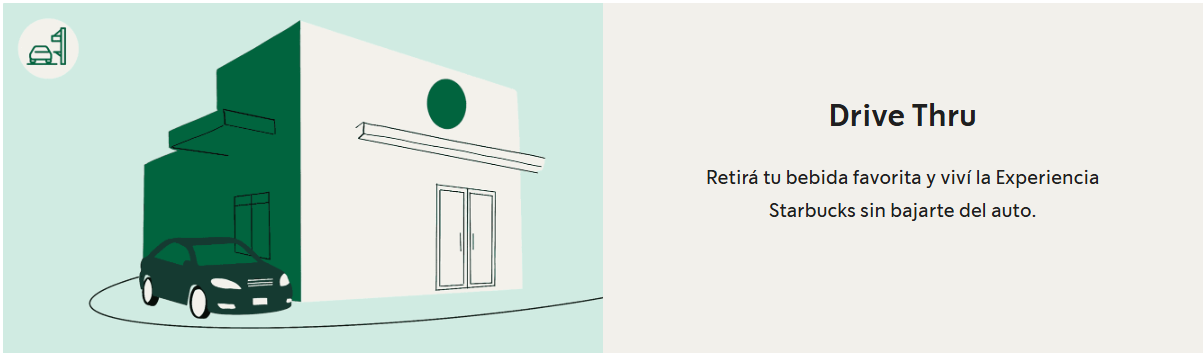 Drive Thru
Retirá tu bebida favorita y viví la Experiencia
Starbucks sin bajarte del auto.